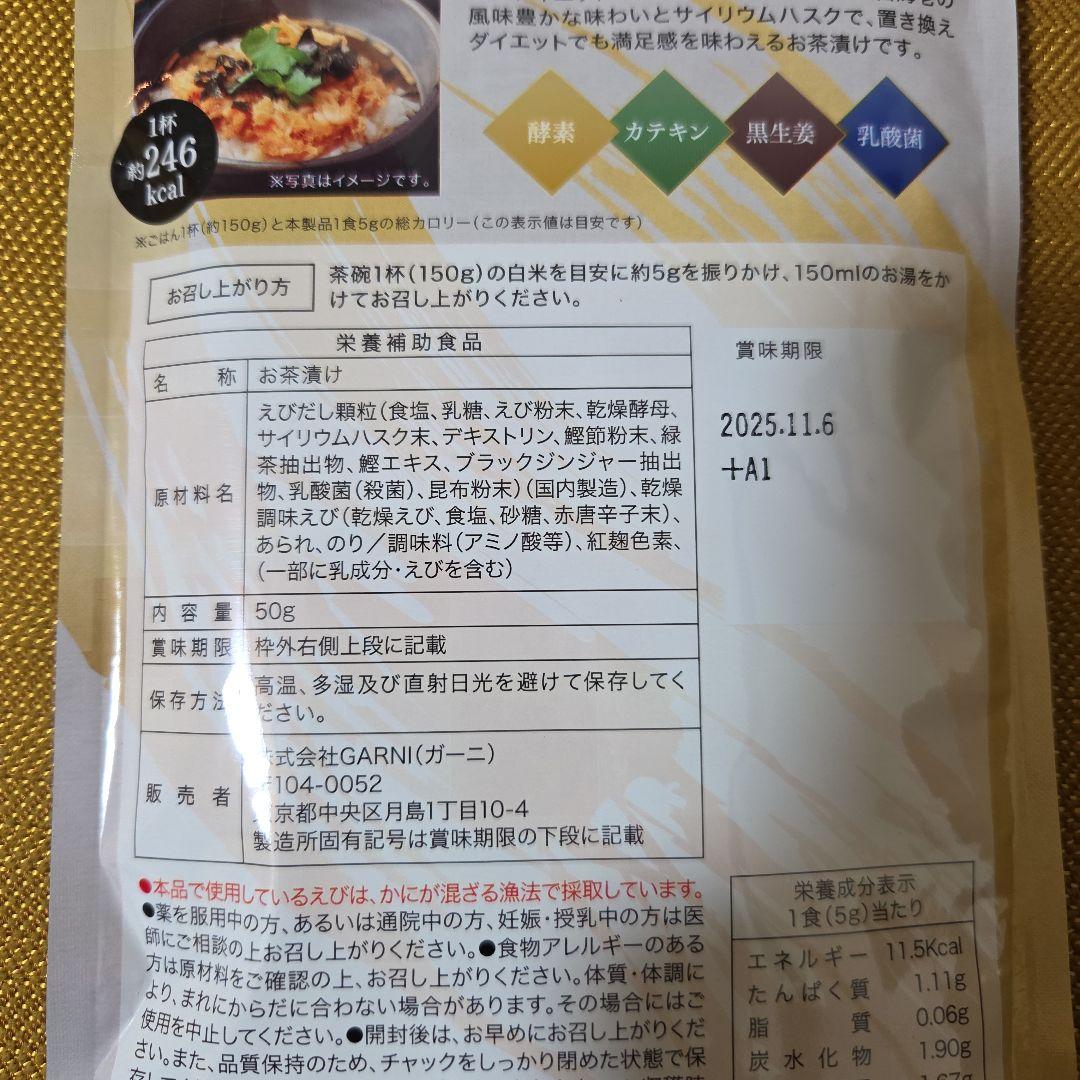 風味豊かな味わいとサイリウムハスクで、置き換え
ダイエットでも満足感を味わえるお茶漬けです。
酵素
カテキン
黒生姜
乳酸菌
1杯
約246
kcal
※写真はイメージです。
※ごはん1杯(約150g)と本製品1食5gの総カロリー(この表示値は目安です)
お召し上がり方
茶碗1杯(150g)の白米を目安に約5gを振りかけ、150mlのお湯をか
けてお召し上がりください。
栄養補助食品
名称 お茶漬け
原材料名
えびだし顆粒(食塩、乳糖、えび粉末、乾燥酵母、
サイリウムハスク末、デキストリン、鰹節粉末、緑
茶抽出物、鰹エキス、ブラックジンジャー抽出
物、乳酸菌(殺菌)、昆布粉末)(国内製造)、乾燥
調味えび(乾燥えび、食塩、砂糖、赤唐辛子末)、
あられ、のり/調味料(アミノ酸等)、紅麹色素、
(一部に乳成分・えびを含む)
内容量 50g
賞味期限 枠外右側上段に記載
保存方法
高温、多湿及び直射日光を避けて保存してく
ださい。
販売者
株式会社GARNI(ガーニ)
〒104-0052
東京都中央区月島1丁目10-4
製造所固有記号は賞味期限の下段に記載
賞味期限
2025.11.6
+A1
●本品で使用しているえびは、かにが混ざる漁法で採取しています。
●薬を服用中の方、あるいは通院中の方、妊娠・授乳中の方は医
師にご相談の上お召し上がりください。●食物アレルギーのある
方は原材料をご確認の上、お召し上がりください。体質・体調に
より、まれにからだに合わない場合があります。その場合にはご
使用を中止してください。●開封後は、お早めにお召し上がりくだ
さい。また、品質保持のため、チャックをしっかり閉めた状態で保
栄養成分表示
1食(5g)当たり
エネルギー 11.5Kcal
たんぱく質 1.11g
脂質 0.06g
炭水化物 1.90g